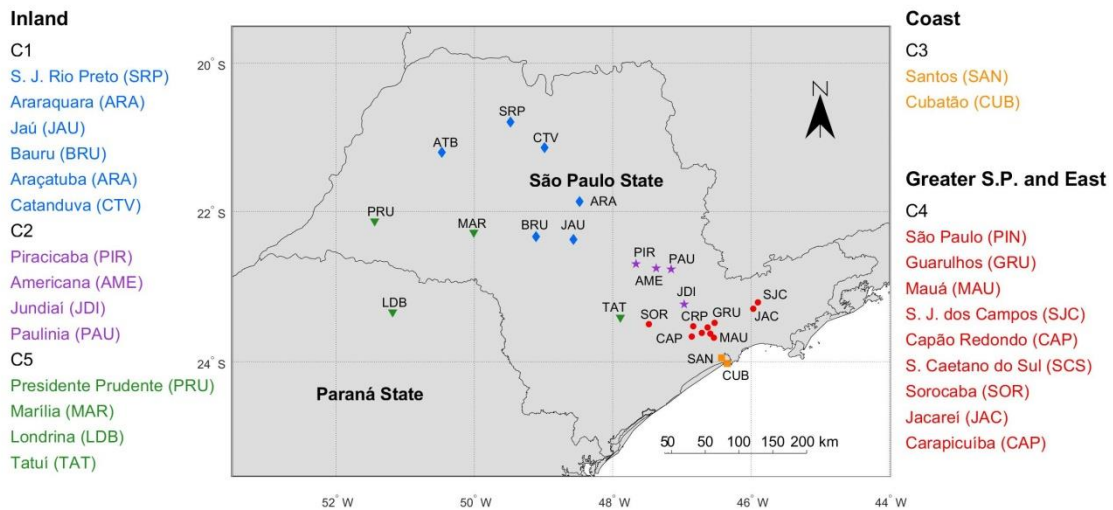 Inland
C1
S. J. Rio Preto (SRP)
Araraquara (ARA)
Jaú (JAU)
Bauru (BRU)
Araçatuba (ARA)
Catanduva (CTV)
C2
Piracicaba (PIR)
Americana (AME)
Jundiaí (JDI)
Paulinia (PAU)
C5
Presidente Prudente (PRU)
Marília (MAR)
Londrina (LDB)
Tatuí (TAT)
20° S
22° S
24° S
52° W
50° W
48° W
46° W
44° W
N
SRP
ATB
CTV
São Paulo State
ARA
PRU
MAR
BRU
JAU
PIR
PAU
AME
JDI
LDB
TAT
SOR
CRP
GRU
SJC
JAC
CAP
MAU
SAN
CUB
Paraná State
50 50 100 150 200 km
Coast
C3
Santos (SAN)
Cubatão (CUB)
Greater S.P. and East
C4
São Paulo (PIN)
Guarulhos (GRU)
Mauá (MAU)
S. J. dos Campos (SJC)
Capão Redondo (CAP)
S. Caetano do Sul (SCS)
Sorocaba (SOR)
Jacareí (JAC)
Carapicuíba (CAP)